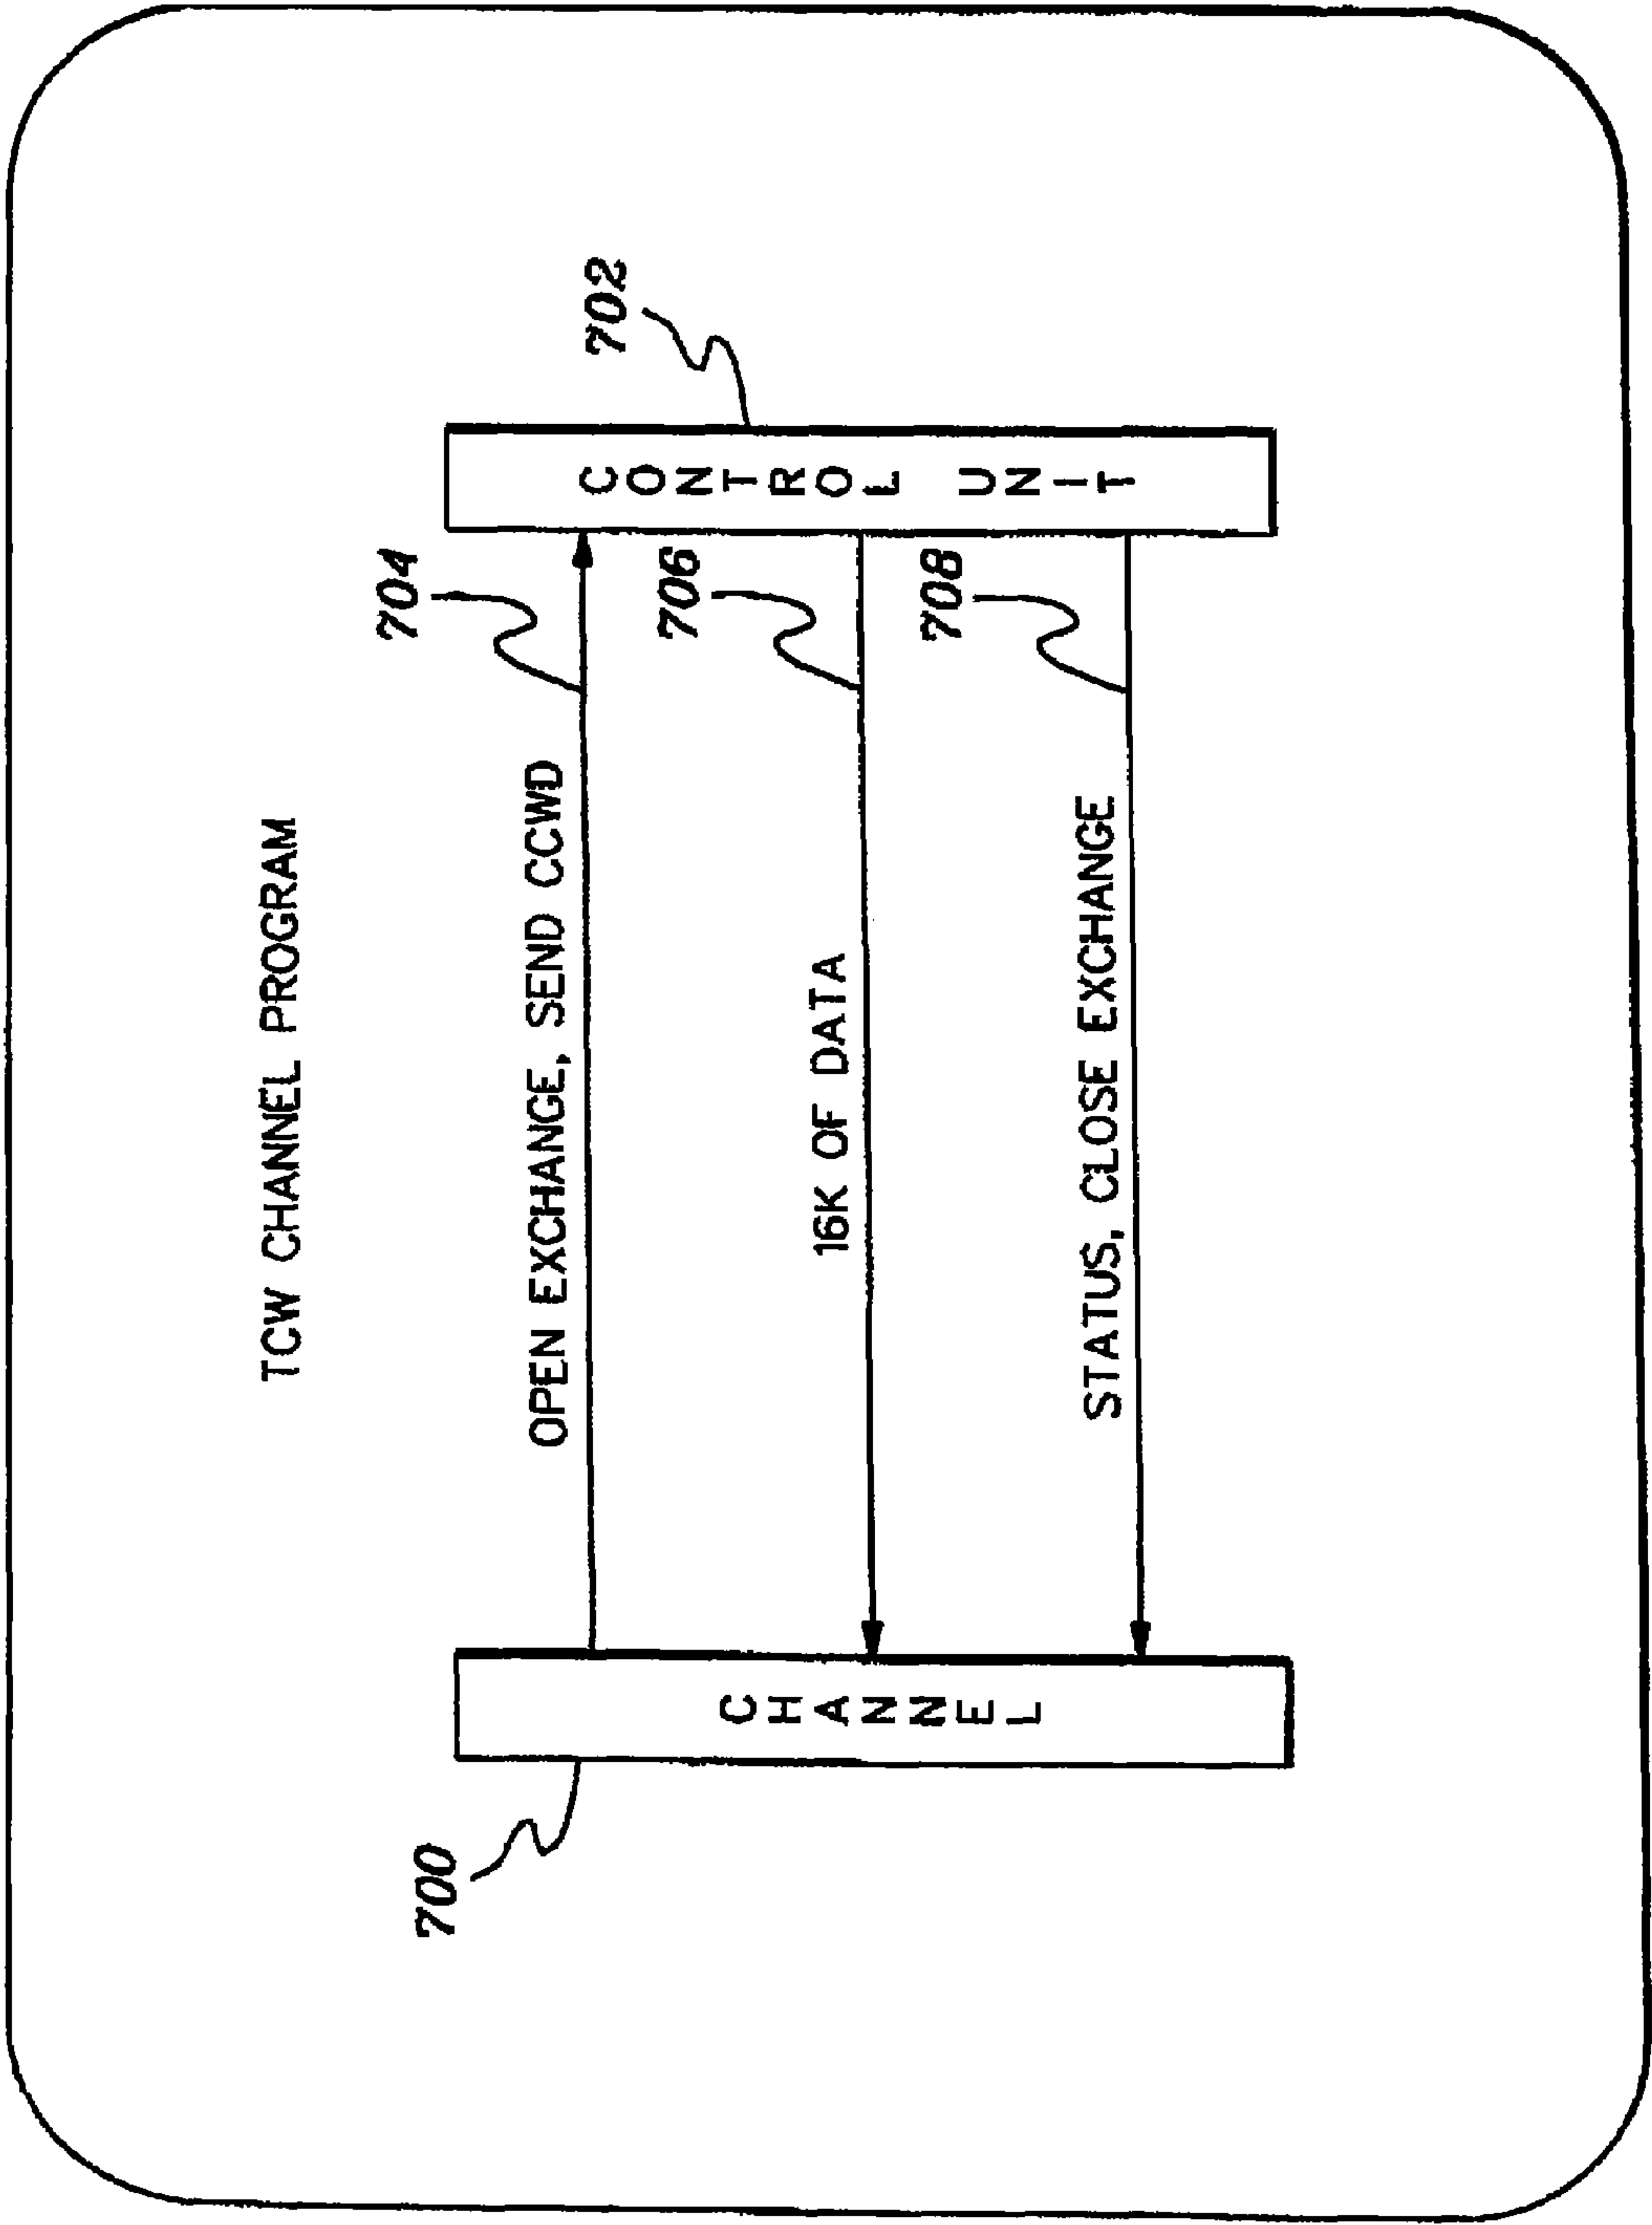 TCW CHANNEL PROGRAM
700
CHANNEL
702
CONTROL UNIT
704
OPEN EXCHANGE, SEND CCWD
706
16K OF DATA
708
STATUS, CLOSE EXCHANGE